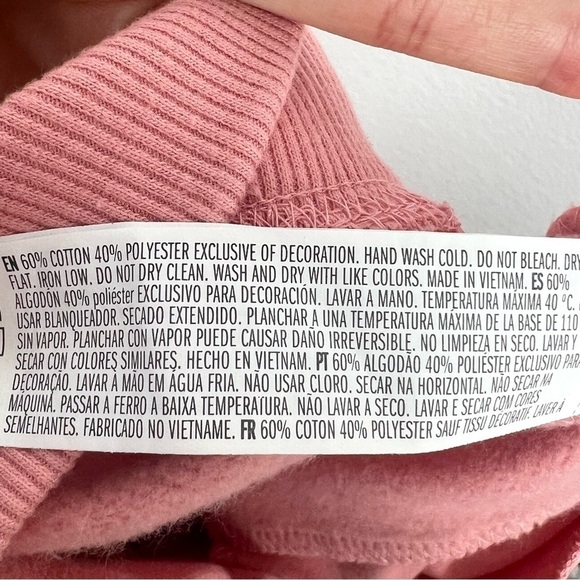 EN 60% COTTON 40% POLYESTER EXCLUSIVE OF DECORATION. HAND WASH COLD. DO NOT BLEACH. DRY
FLAT. IRON LOW. DO NOT DRY CLEAN. WASH AND DRY WITH LIKE COLORS. MADE IN VIETNAM. ES 60%
ALGODÓN 40% poliéster EXCLUSIVO PARA DECORACIÓN. LAVAR A MANO. TEMPERATURA MÁXIMA 40 °C.
USAR BLANQUEADOR. SECADO EXTENDIDO. PLANCHAR A UNA TEMPERATURA MÁXIMA DE LA BASE DE 110
SIN VAPOR. PLANCHAR CON VAPOR PUEDE CAUSAR DAÑO IRREVERSIBLE. NO LIMPIEZA EN SECO. LAVAR Y
SECAR CON COLORES SIMILARES. HECHO EN VIETNAM. PT 60% ALGODÃO 40% POLIÉSTER EXCLUSIVO PARA
DECORAÇÃO. LAVAR À MÃO EM ÁGUA FRIA. NÃO USAR CLORO. SECAR NA HORIZONTAL. NÃO SECAR NA
MÁQUINA. PASSAR A FERRO A BAIXA TEMPERATURA. NÃO LAVAR A SECO. LAVAR E SECAR COM CORES
SEMELHANTES. FABRICADO NO VIETNAME. FR 60% COTON 40% POLYESTER SAUF TISSU DÉCORATIF. LAVER À